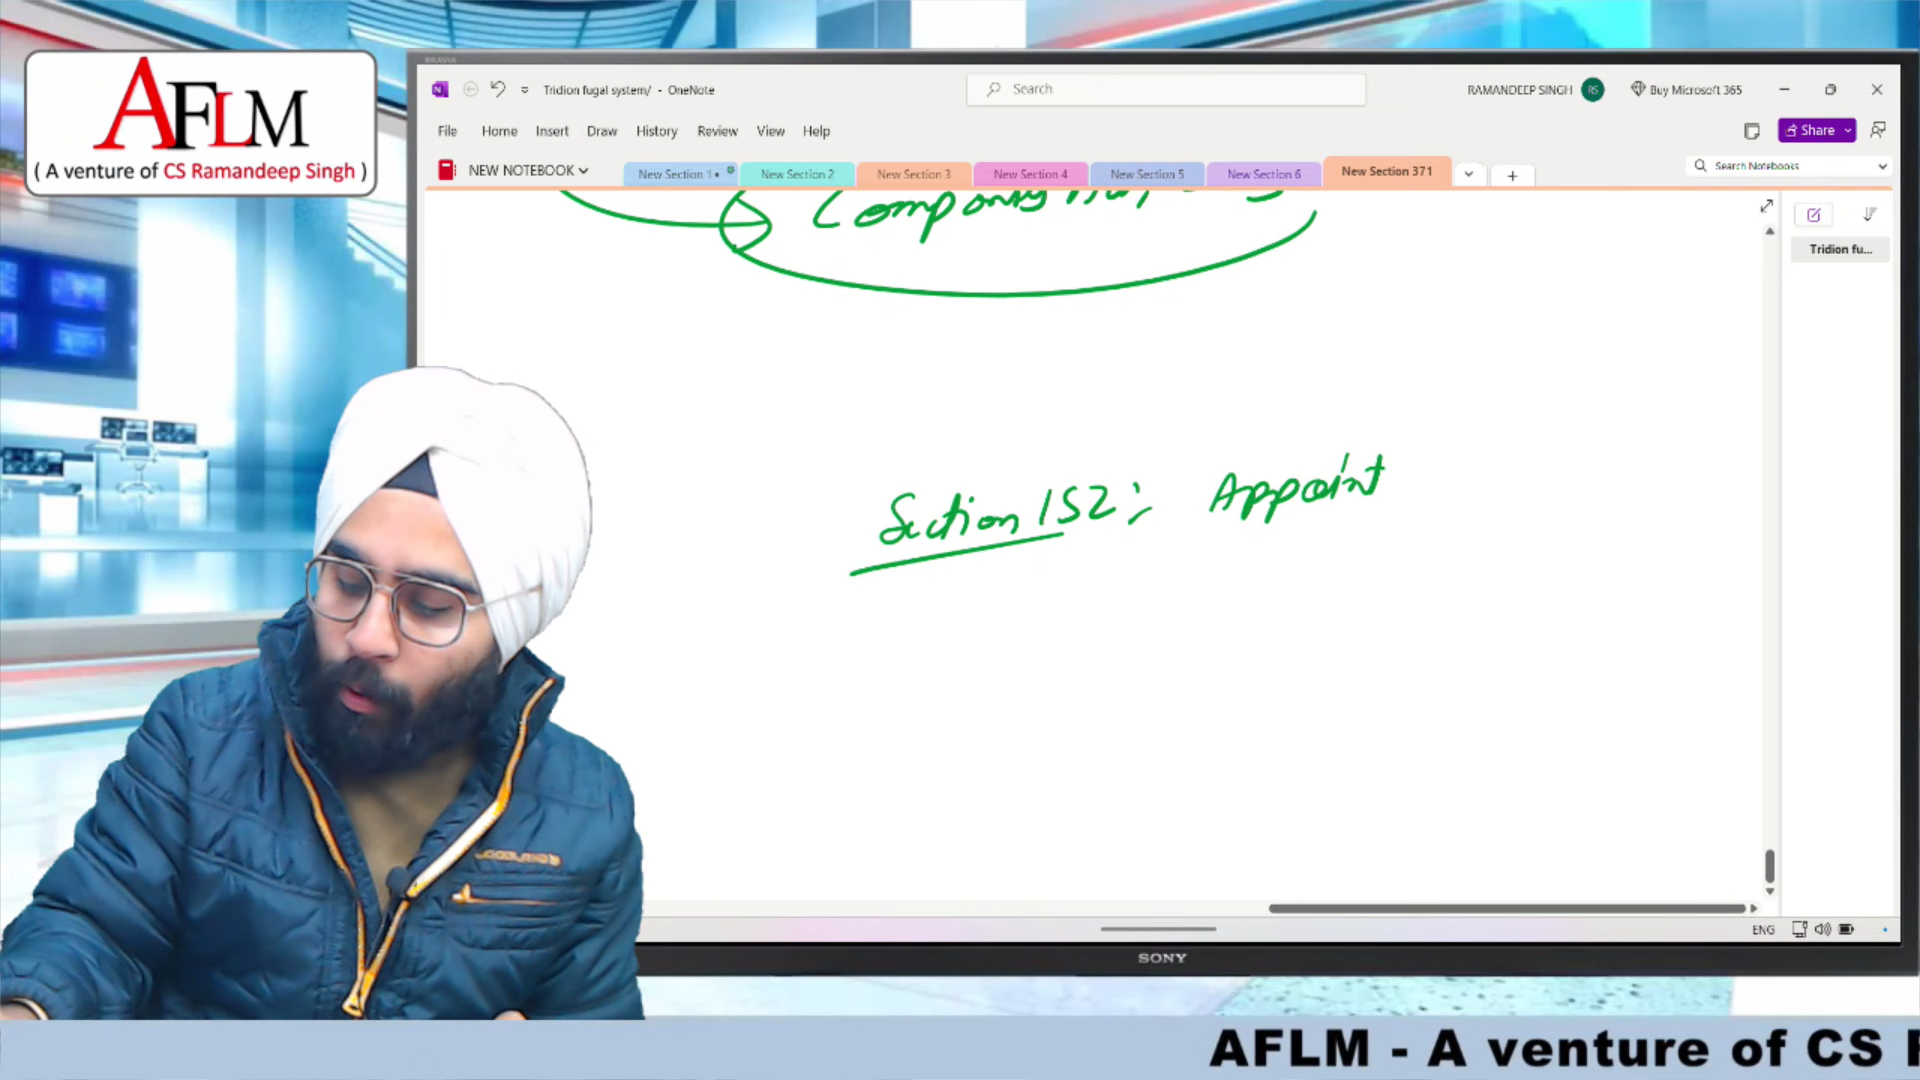 AFLM
( A venture of CS Ramandeep Singh )
BRAVIA
Tridion fugal system/ - OneNote
Search
RAMANDEEP SINGH RS
Buy Microsoft 365
File Home Insert Draw History Review View Help
Share
NEW NOTEBOOK
New Section 1
New Section 2
New Section 3
New Section 4
New Section 5
New Section 6
New Section 371
Search Notebooks
Tridion fu...
Section 152: Appoint
ENG
SONY
AFLM - A venture of CS